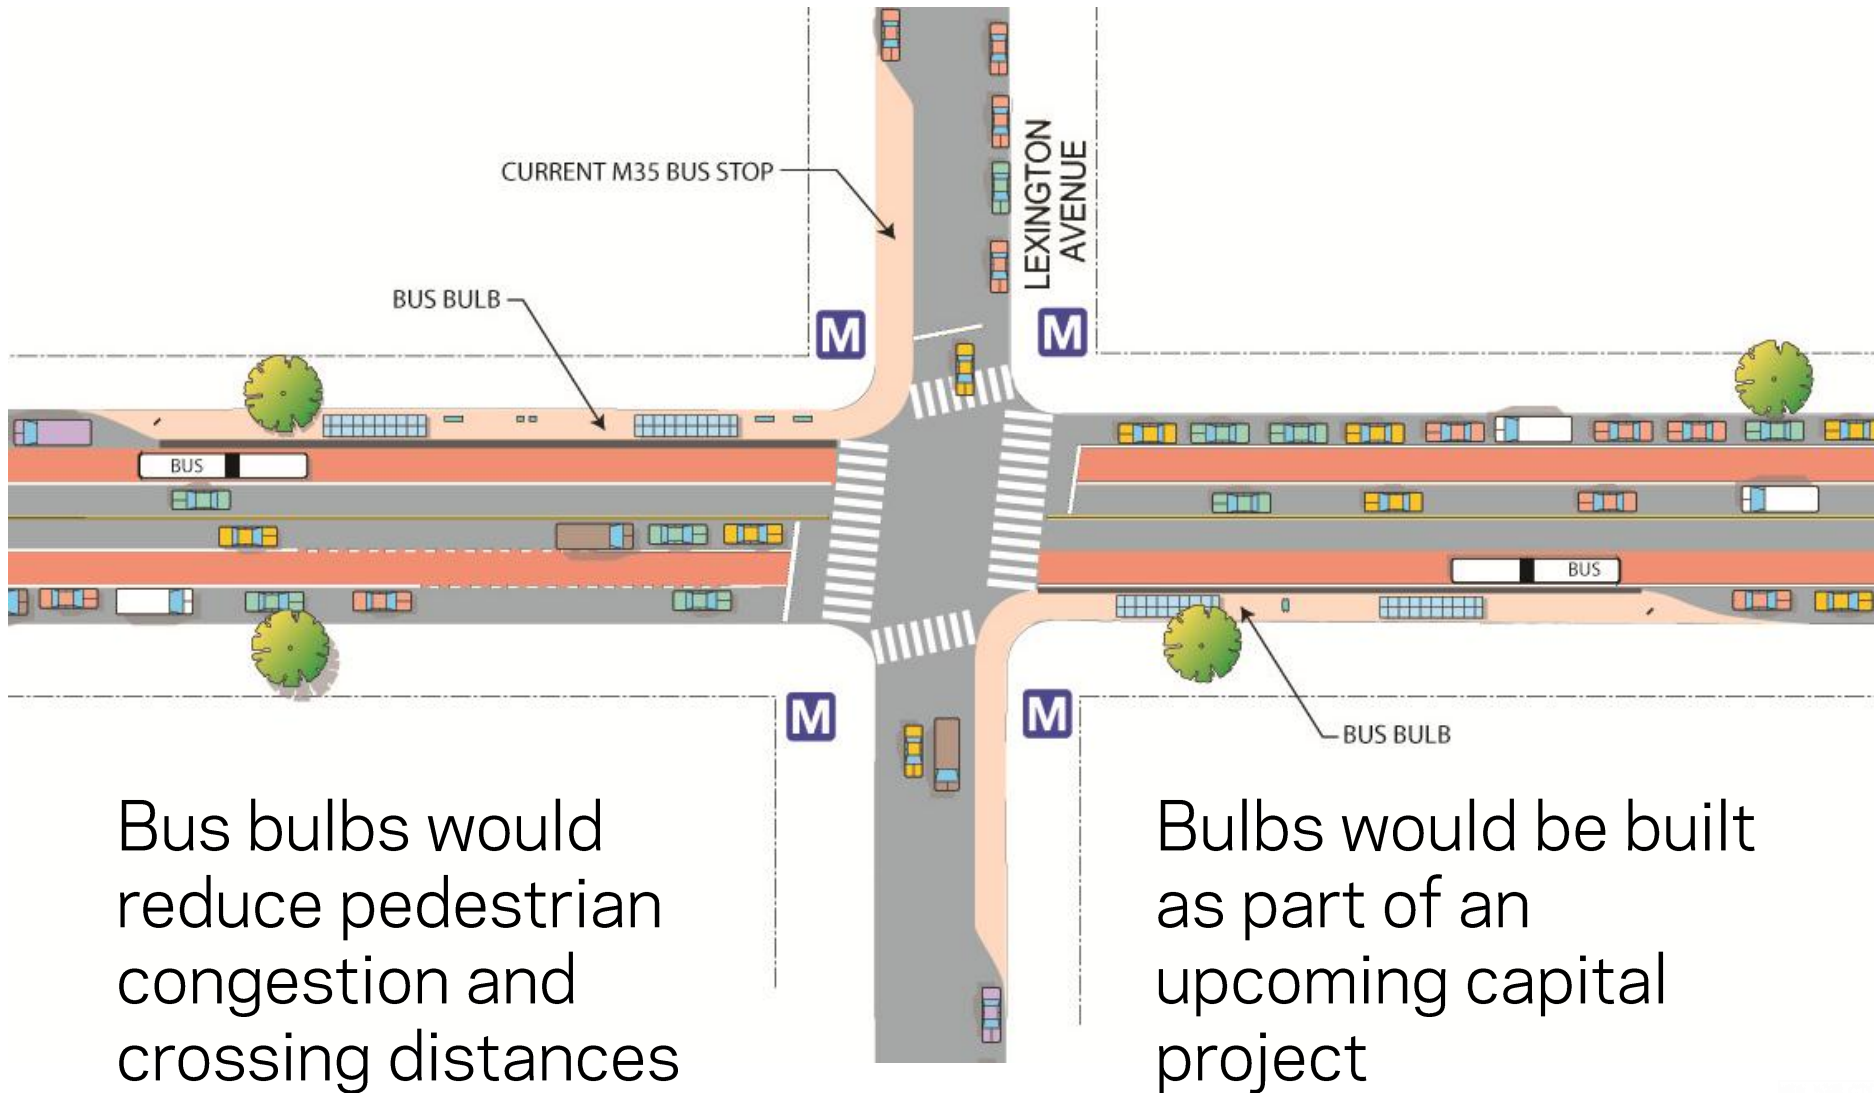 CURRENT M35 BUS STOP
LEXINGTON
AVENUE
BUS BULB
M
M
BUS
BUS
M
M
BUS BULB
Bus bulbs would
reduce pedestrian
congestion and
crossing distances
Bulbs would be built
as part of an
upcoming capital
project